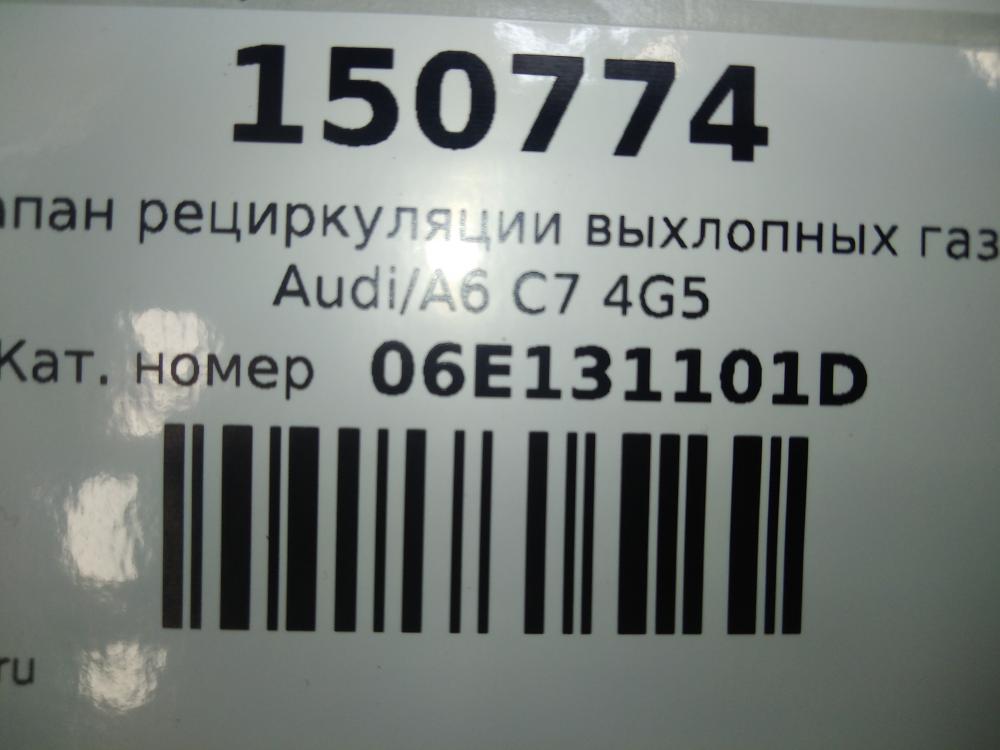 150774
апан рециркуляции выхлопных газ
Audi/A6 C7 4G5
Кат. номер 06E131101D
ru